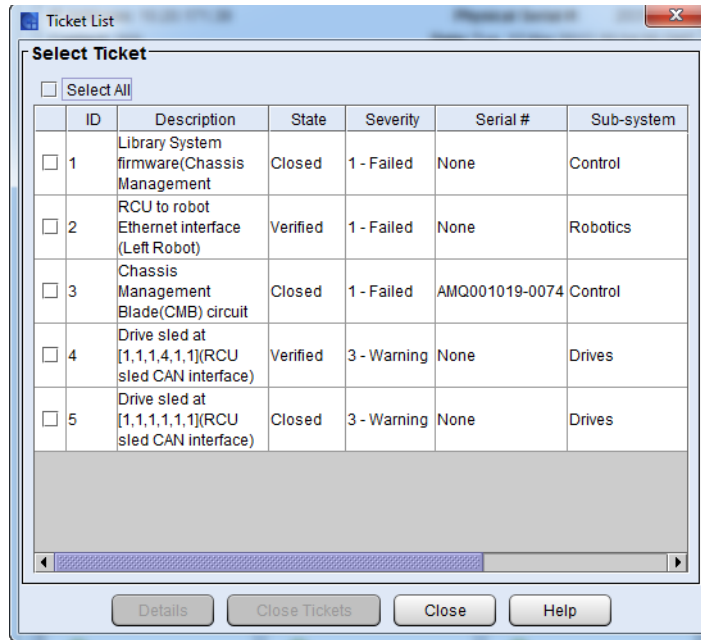 Ticket List
Select Ticket
Select All
ID Description State Severity Serial # Sub-system
Library System
1 firmware(Chassis Closed 1 - Failed None Control
Management
RCU to robot
2 Ethernet interface Verified 1 - Failed None Robotics
(Left Robot)
Chassis
3 Management Closed 1 - Failed AMQ001019-0074 Control
Blade(CMB) circuit
Drive sled at
4 [1,1,1,4,1,1](RCU Verified 3 - Warning None Drives
sled CAN interface)
Drive sled at
5 [1,1,1,1,1,1](RCU Closed 3 - Warning None Drives
sled CAN interface)
Details Close Tickets Close Help